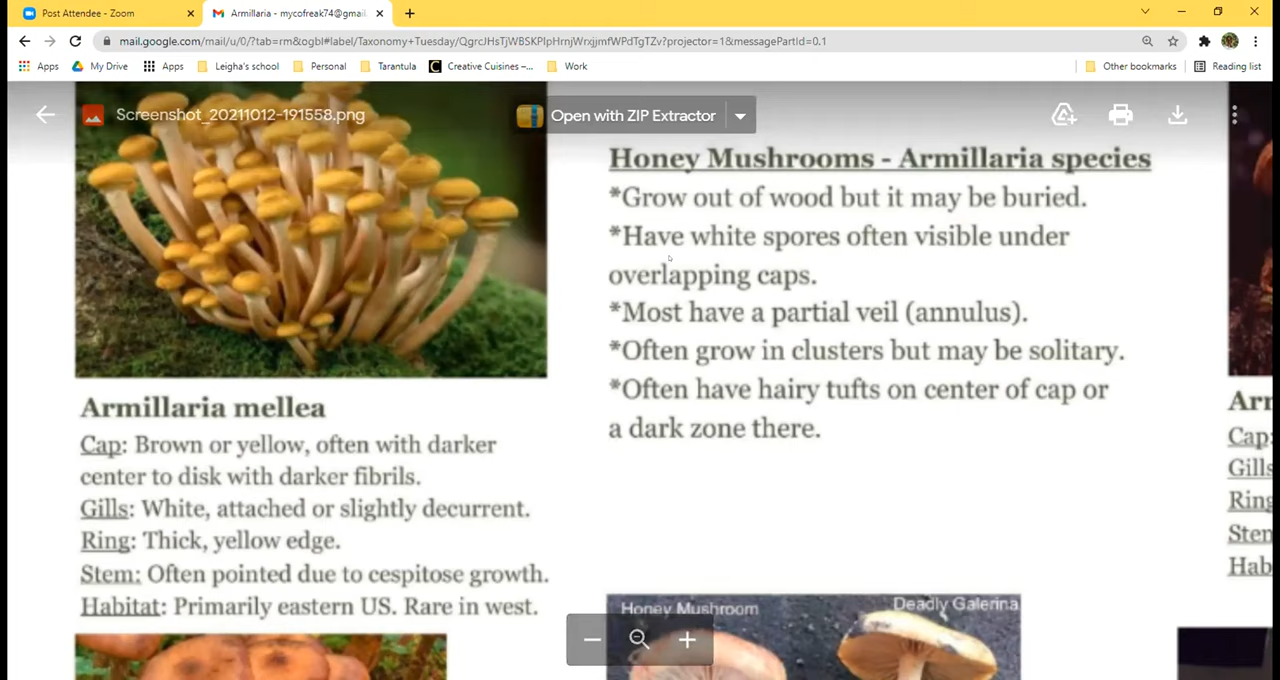 Post Attendee - Zoom
Armillaria - mycofreak74@gmai
mail.google.com/mail/u/0/?tab=rm&ogbl#label/Taxonomy+Tuesday/QgrcJHsTjWBSKPlpHrnjWrxjjmfWPdTgTZv?projector=1&messagePartId=0.1
Apps My Drive Apps Leigha's school Personal Tarantula Creative Cuisines –... Work Other bookmarks Reading list
Screenshot_20211012-191558.png
Open with ZIP Extractor
Honey Mushrooms - Armillaria species
*Grow out of wood but it may be buried.
*Have white spores often visible under
overlapping caps.
*Most have a partial veil (annulus).
*Often grow in clusters but may be solitary.
*Often have hairy tufts on center of cap or
a dark zone there.
Armillaria mellea
Cap: Brown or yellow, often with darker
center to disk with darker fibrils.
Gills: White, attached or slightly decurrent.
Ring: Thick, yellow edge.
Stem: Often pointed due to cespitose growth.
Habitat: Primarily eastern US. Rare in west.
Honey Mushroom
Deadly Galerina
Arr
Cap:
Gills
Ring
Sten
Hab